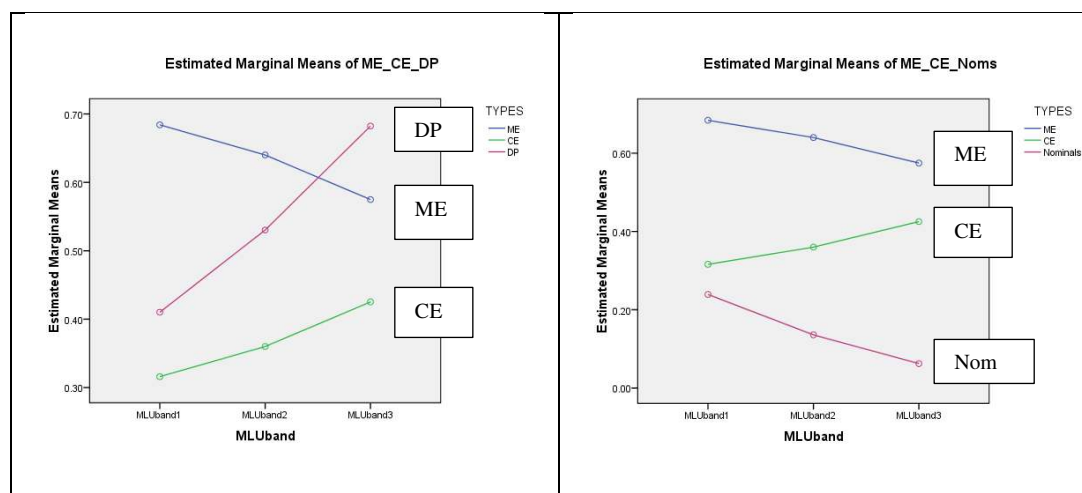 Estimated Marginal Means of ME_CE_DP
TYPES
ME
CE
DP
0.70
0.60
0.50
0.40
0.30
Estimated Marginal Means
DP
ME
CE
MLUband1
MLUband2
MLUband3
MLUband
Estimated Marginal Means of ME_CE_Noms
TYPES
ME
CE
Nominals
0.60
0.40
0.20
0.00
Estimated Marginal Means
ME
CE
Nom
MLUband1
MLUband2
MLUband3
MLUband